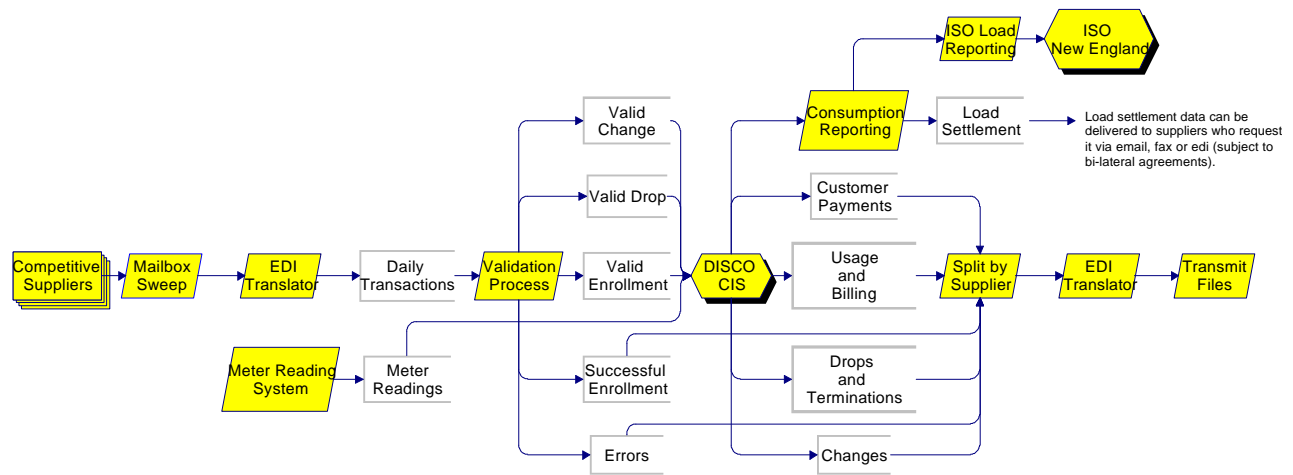 ISO Load
Reporting
ISO
New England
Valid
Change
Consumption
Reporting
Load
Settlement
Load settlement data can be
delivered to suppliers who request
it via email, fax or edi (subject to
bi-lateral agreements).
Valid Drop
Customer
Payments
Competitive
Suppliers
Mailbox
Sweep
EDI
Translator
Daily
Transactions
Validation
Process
Valid
Enrollment
DISCO
CIS
Usage
and
Billing
Split by
Supplier
EDI
Translator
Transmit
Files
Meter Reading
System
Meter
Readings
Successful
Enrollment
Drops
and
Terminations
Errors
Changes